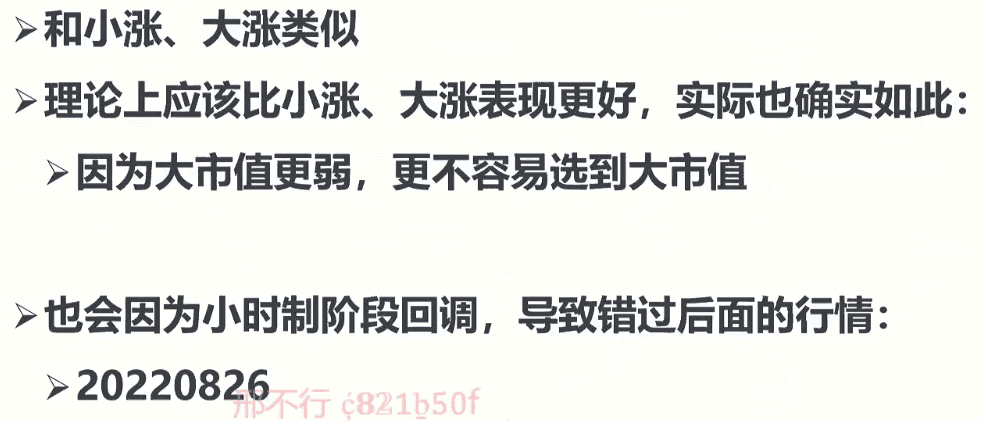 ➢和小涨、大涨类似
➢理论上应该比小涨、大涨表现更好，实际也确实如此：
➢因为大市值更弱，更不容易选到大市值
➢也会因为小时制阶段回调，导致错过后面的行情：
➢20220826
邢不行